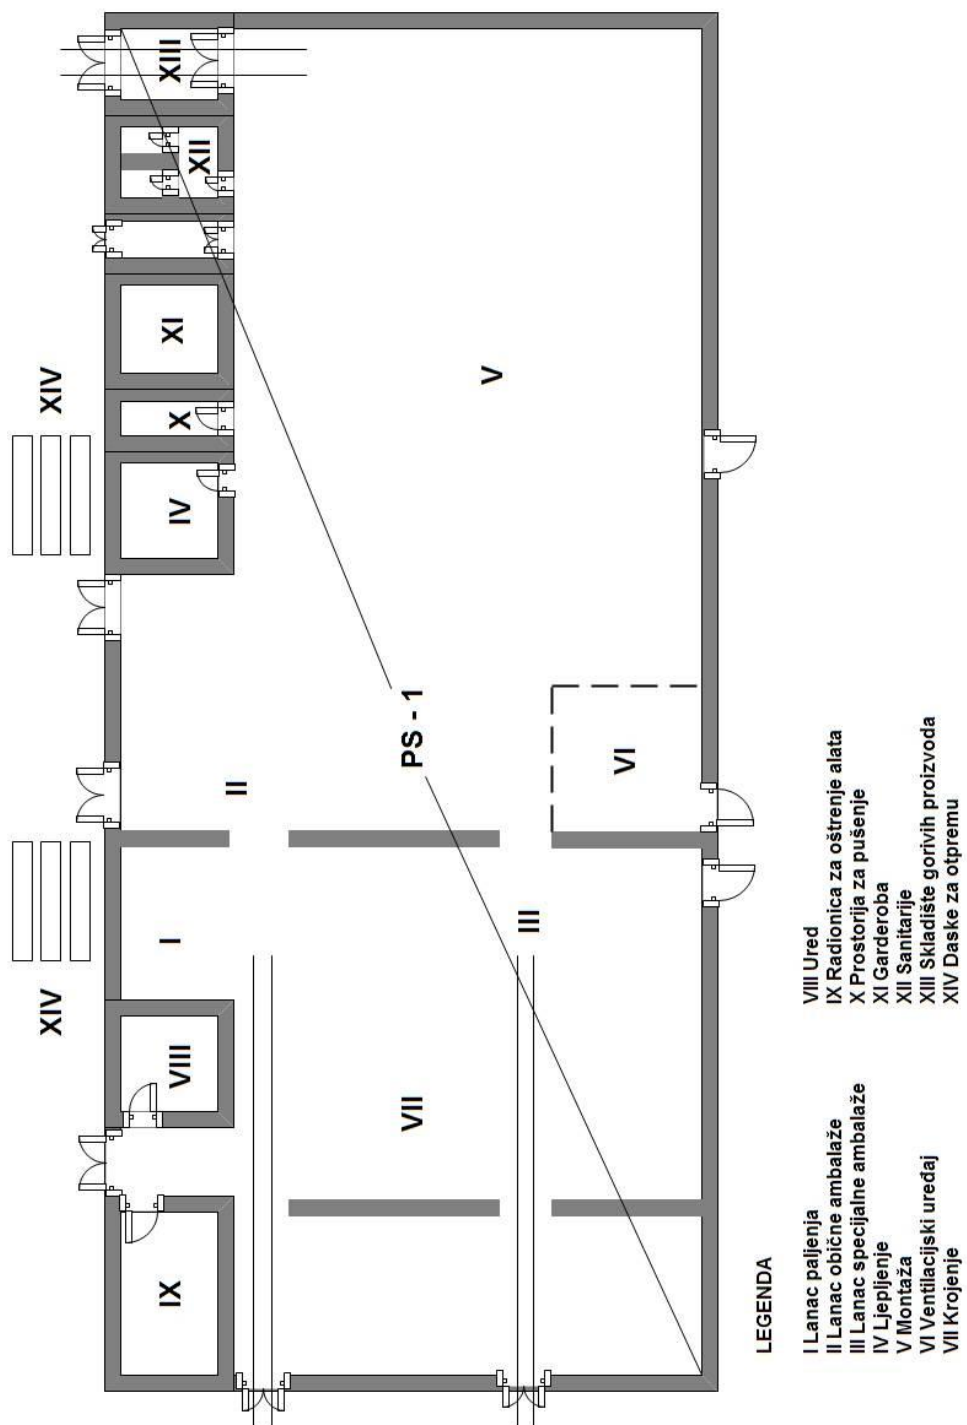 XIV
XIV
IX
VIII
I
II
IV
X
XI
XII
XIII
VII
III
PS - 1
VI
V
LEGENDA
I Lanac paljenja
II Lanac obične ambalaže
III Lanac specijalne ambalaže
IV Ljepljenje
V Montaža
VI Ventilacijski uređaj
VII Krojenje
VIII Ured
IX Radionica za oštrenje alata
X Prostorija za pušenje
XI Garderoba
XII Sanitarije
XIII Skladište gorivih proizvoda
XIV Daske za otpremu